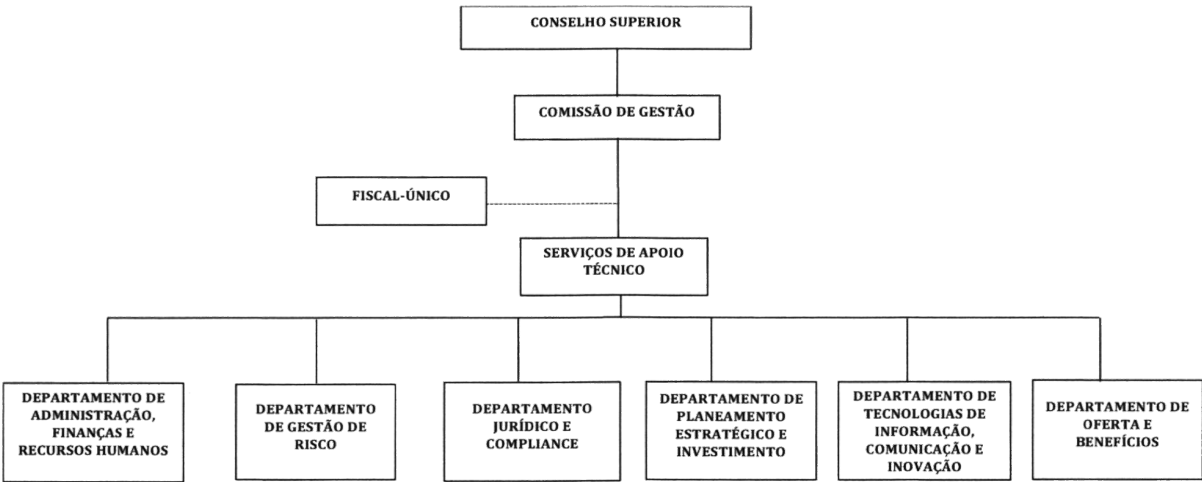 CONSELHO SUPERIOR
COMISSÃO DE GESTÃO
FISCAL-ÚNICO
SERVIÇOS DE APOIO
TÉCNICO
DEPARTAMENTO DE
ADMINISTRAÇÃO,
FINANÇAS E
RECURSOS HUMANOS
DEPARTAMENTO
DE GESTÃO DE
RISCO
DEPARTAMENTO
JURÍDICO E
COMPLIANCE
DEPARTAMENTO DE
PLANEAMENTO
ESTRATÉGICO E
INVESTIMENTO
DEPARTAMENTO DE
TECNOLOGIAS DE
INFORMAÇÃO,
COMUNICAÇÃO E
INOVAÇÃO
DEPARTAMENTO DE
OFERTA E
BENEFÍCIOS